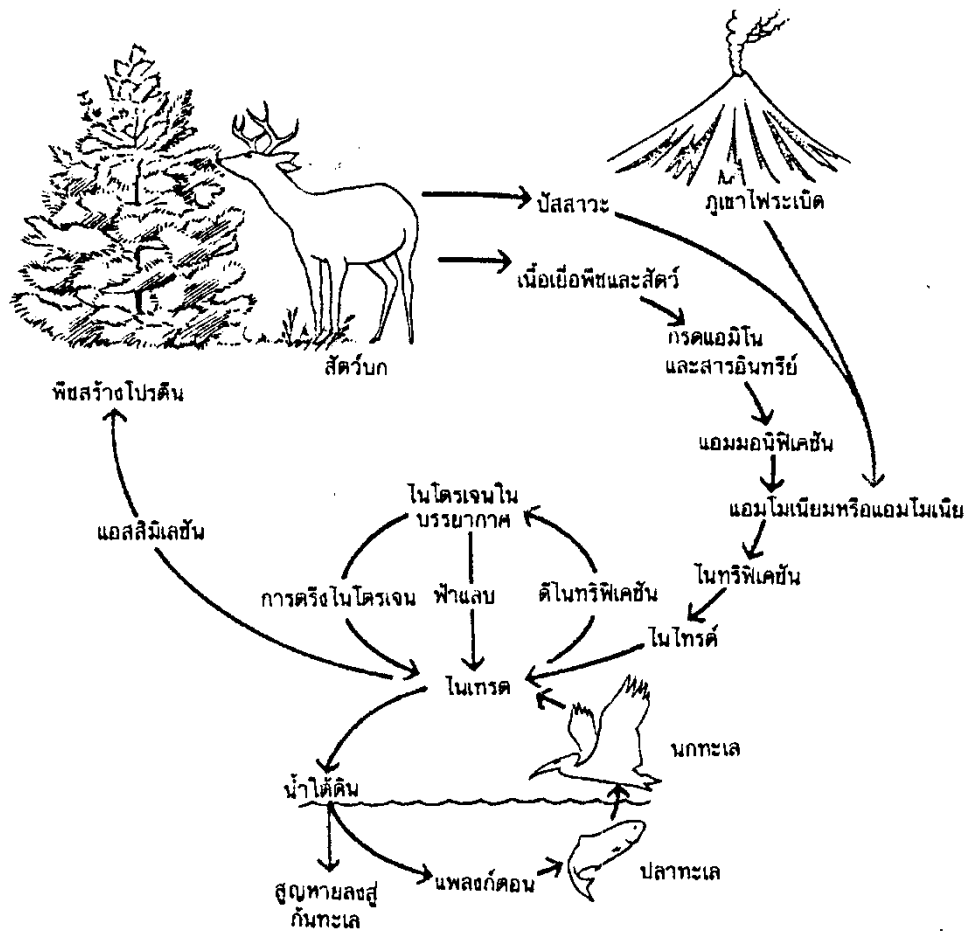 ภูเขาไฟระเบิด
ปัสสาวะ
เนื้อเยื่อพืชและสัตว์
กรดแอมิโน
และสารอินทรีย์
สัตว์บก
พืชสร้างโปรตีน
แอมมอนิฟิเคชัน
แอมโมเนียมหรือแอมโมเนีย
ไนโตรเจนใน
บรรยากาศ
แอสสิมิเลชัน
ไนทริฟิเคชัน
การตรึงไนโตรเจน
ฟ้าแลบ
ดีไนทริฟิเคชัน
ไนไทรต์
ไนเทรต
นกทะเล
น้ำใต้ดิน
ปลาทะเล
แพลงก์ตอน
สูญหายลงสู่
ก้นทะเล